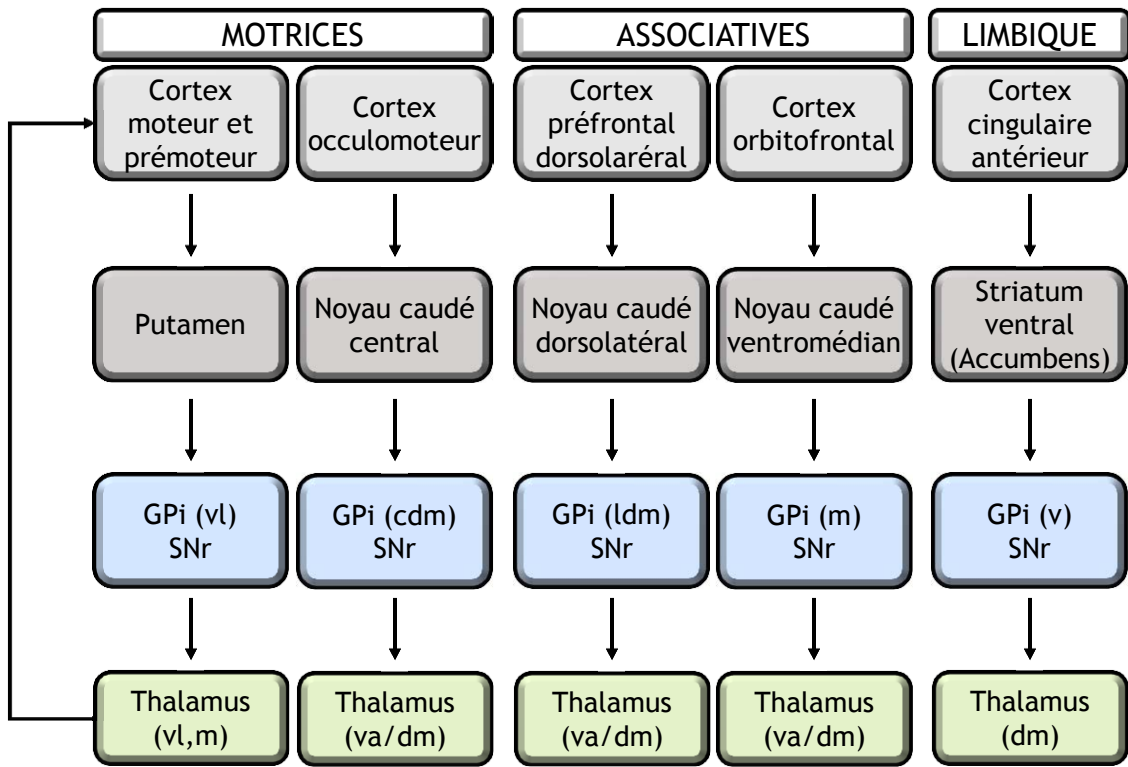 MOTRICES
ASSOCIATIVES
LIMBIQUE
Cortex
moteur et
prémoteur
Cortex
occulomoteur
Cortex
préfrontal
dorsolaréral
Cortex
orbitofrontal
Cortex
cingulaire
antérieur
Putamen
Noyau caudé
central
Noyau caudé
dorsolatéral
Noyau caudé
ventromédian
Striatum
ventral
(Accumbens)
GPi (vl)
SNr
GPi (cdm)
SNr
GPi (ldm)
SNr
GPi (m)
SNr
GPi (v)
SNr
Thalamus
(vl,m)
Thalamus
(va/dm)
Thalamus
(va/dm)
Thalamus
(va/dm)
Thalamus
(dm)